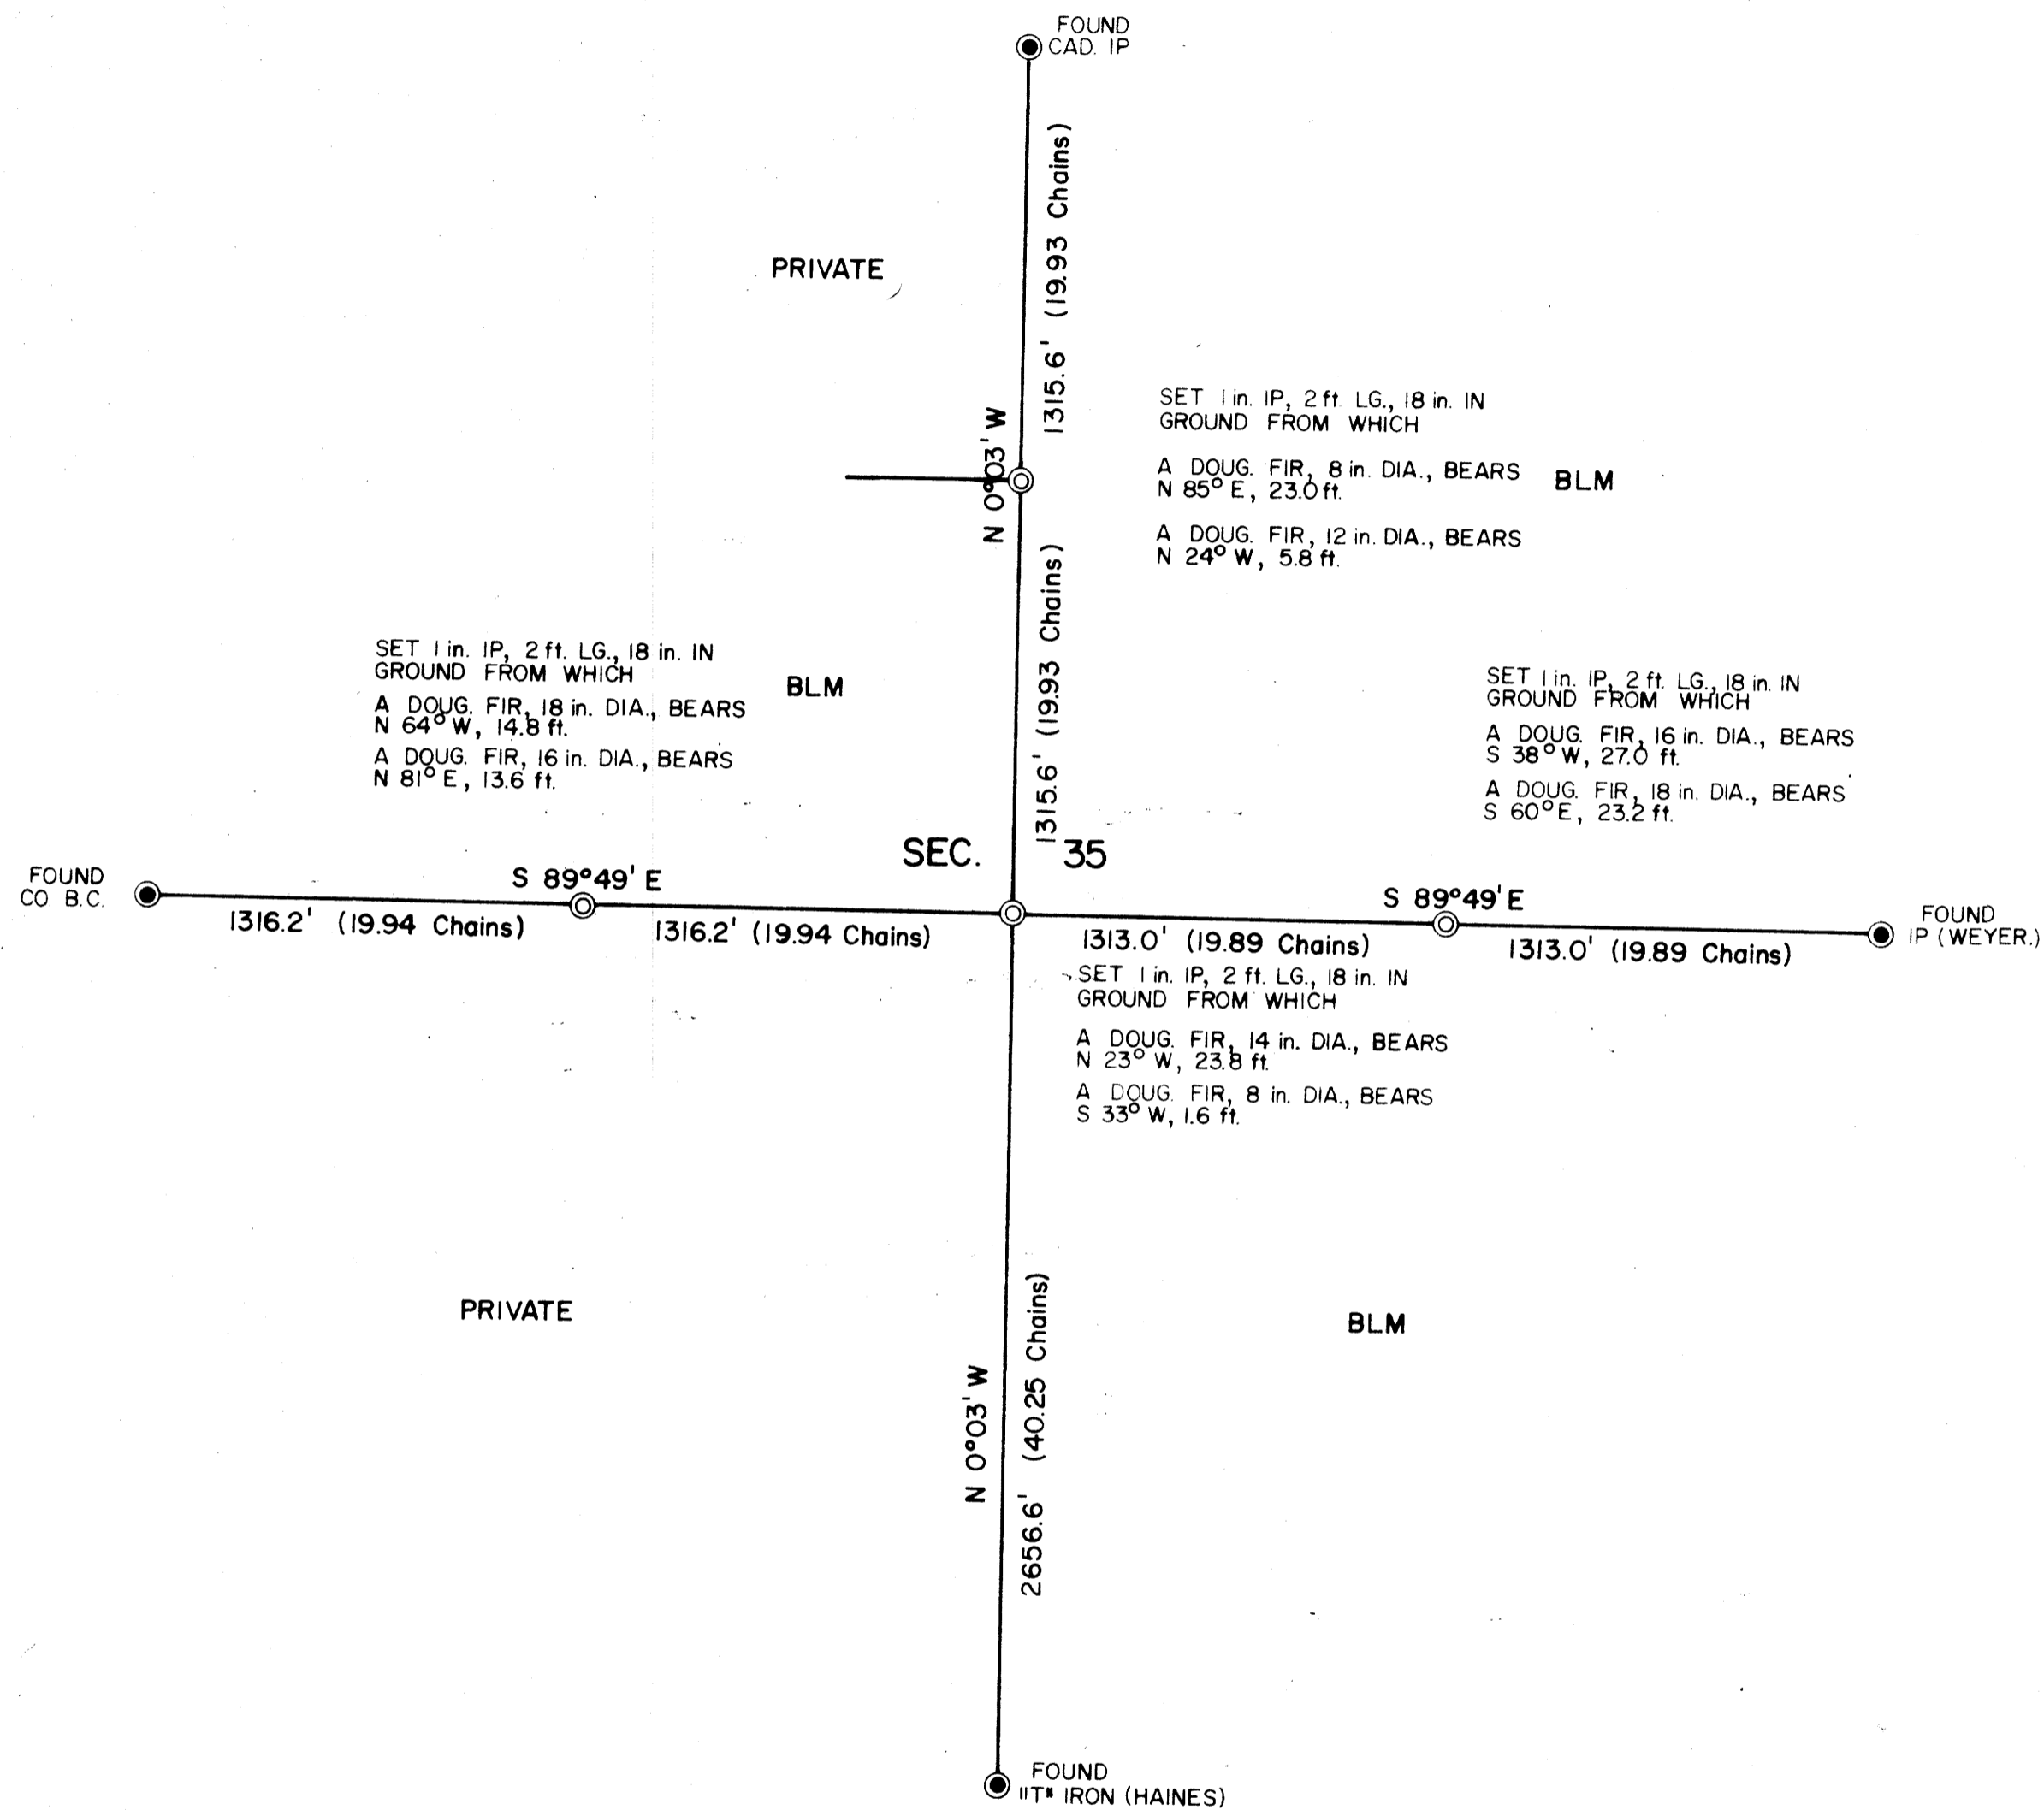 FOUND
CAD. IP
1315.6' (19.93 Chains)
PRIVATE
N 0°03' W
SET 1 in. IP, 2 ft LG., 18 in. IN
GROUND FROM WHICH
A DOUG. FIR, 8 in. DIA., BEARS
N 85° E, 23.0 ft.
A DOUG. FIR, 12 in. DIA., BEARS
N 24° W, 5.8 ft.
BLM
1315.6' (19.93 Chains)
SET 1 in. IP, 2 ft. LG., 18 in. IN
GROUND FROM WHICH
A DOUG. FIR, 18 in. DIA., BEARS
N 64° W, 14.8 ft.
A DOUG. FIR, 16 in. DIA., BEARS
N 81° E, 13.6 ft.
BLM
SET 1 in. IP, 2 ft. LG., 18 in. IN
GROUND FROM WHICH
A DOUG. FIR, 16 in. DIA., BEARS
S 38° W, 27.0 ft.
A DOUG. FIR, 18 in. DIA., BEARS
S 60° E, 23.2 ft.
SEC. 35
FOUND
CO B.C.
S 89°49' E
1316.2' (19.94 Chains)
1316.2' (19.94 Chains)
S 89°49' E
1313.0' (19.89 Chains)
1313.0' (19.89 Chains)
FOUND
IP (WEYER.)
SET 1 in. IP, 2 ft. LG., 18 in. IN
GROUND FROM WHICH
A DOUG. FIR, 14 in. DIA., BEARS
N 23° W, 23.8 ft.
A DOUG. FIR, 8 in. DIA., BEARS
S 33° W, 1.6 ft.
PRIVATE
BLM
N 0°03' W
2656.6' (40.25 Chains)
FOUND
"T" IRON (HAINES)